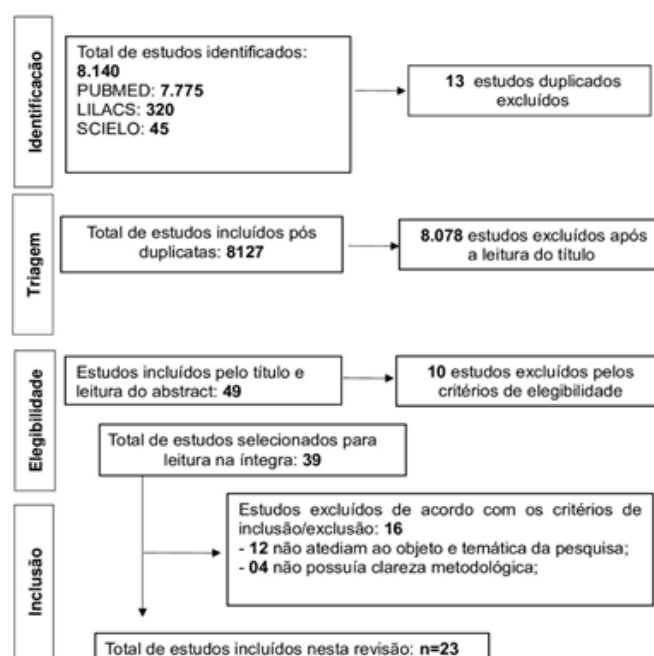 Identificação
Total de estudos identificados:
8.140
PUBMED: 7.775
LILACS: 320
SCIELO: 45
13 estudos duplicados
excluídos
Triagem
Total de estudos incluídos pós
duplicatas: 8127
8.078 estudos excluídos após
a leitura do título
Elegibilidade
Estudos incluídos pelo título e
leitura do abstract: 49
10 estudos excluídos pelos
critérios de elegibilidade
Total de estudos selecionados para
leitura na íntegra: 39
Inclusão
Estudos excluídos de acordo com os critérios de
inclusão/exclusão: 16
- 12 não atediam ao objeto e temática da pesquisa;
- 04 não possuía clareza metodológica;
Total de estudos incluídos nesta revisão: n=23